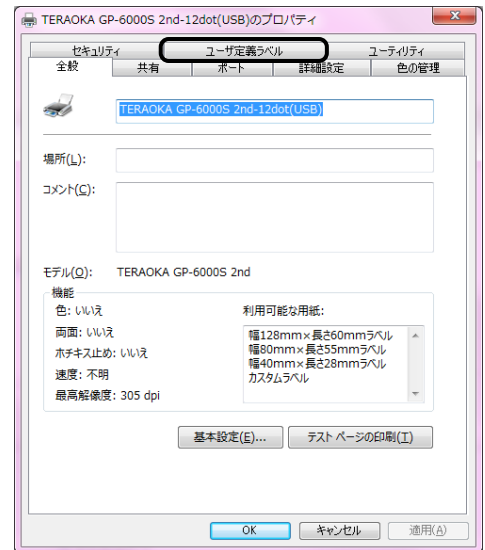 TERAOKA GP-6000S 2nd-12dot(USB)のプロパティ
セキュリティ ユーザ定義ラベル ユーティリティ
全般 共有 ポート 詳細設定 色の管理
TERAOKA GP-6000S 2nd-12dot(USB)
場所(L):
コメント(C):
モデル(O): TERAOKA GP-6000S 2nd
機能
色: いいえ 利用可能な用紙:
両面: いいえ 幅128mm×長さ60mmラベル
ホチキス止め: いいえ 幅80mm×長さ55mmラベル
速度: 不明 幅40mm×長さ28mmラベル
最高解像度: 305 dpi カスタムラベル
基本設定(E)... テスト ページの印刷(T)
OK キャンセル 適用(A)